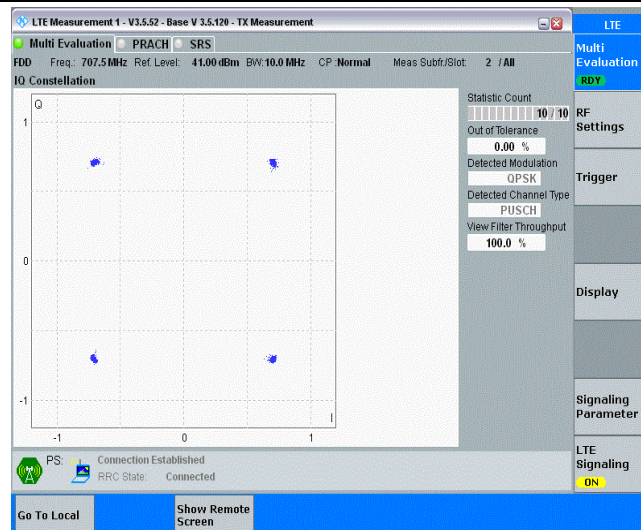 LTE Measurement 1 - V3.5.52 - Base V 3.5.120 - TX Measurement
LTE
Multi Evaluation PRACH SRS
FDD Freq.: 707.5 MHz Ref. Level: 41.00 dBm BW: 10.0 MHz CP : Normal Meas Subfr./Slot: 2 / All
IQ Constellation
Q
1
0
-1
-1 0 1
I
Statistic Count
10 / 10
Out of Tolerance
0.00 %
Detected Modulation
QPSK
Detected Channel Type
PUSCH
View Filter Throughput
100.0 %
Multi
Evaluation
RDY
RF
Settings
Trigger
Display
Signaling
Parameter
LTE
Signaling
ON
PS: Connection Established
RRC State: Connected
Go To Local
Show Remote
Screen